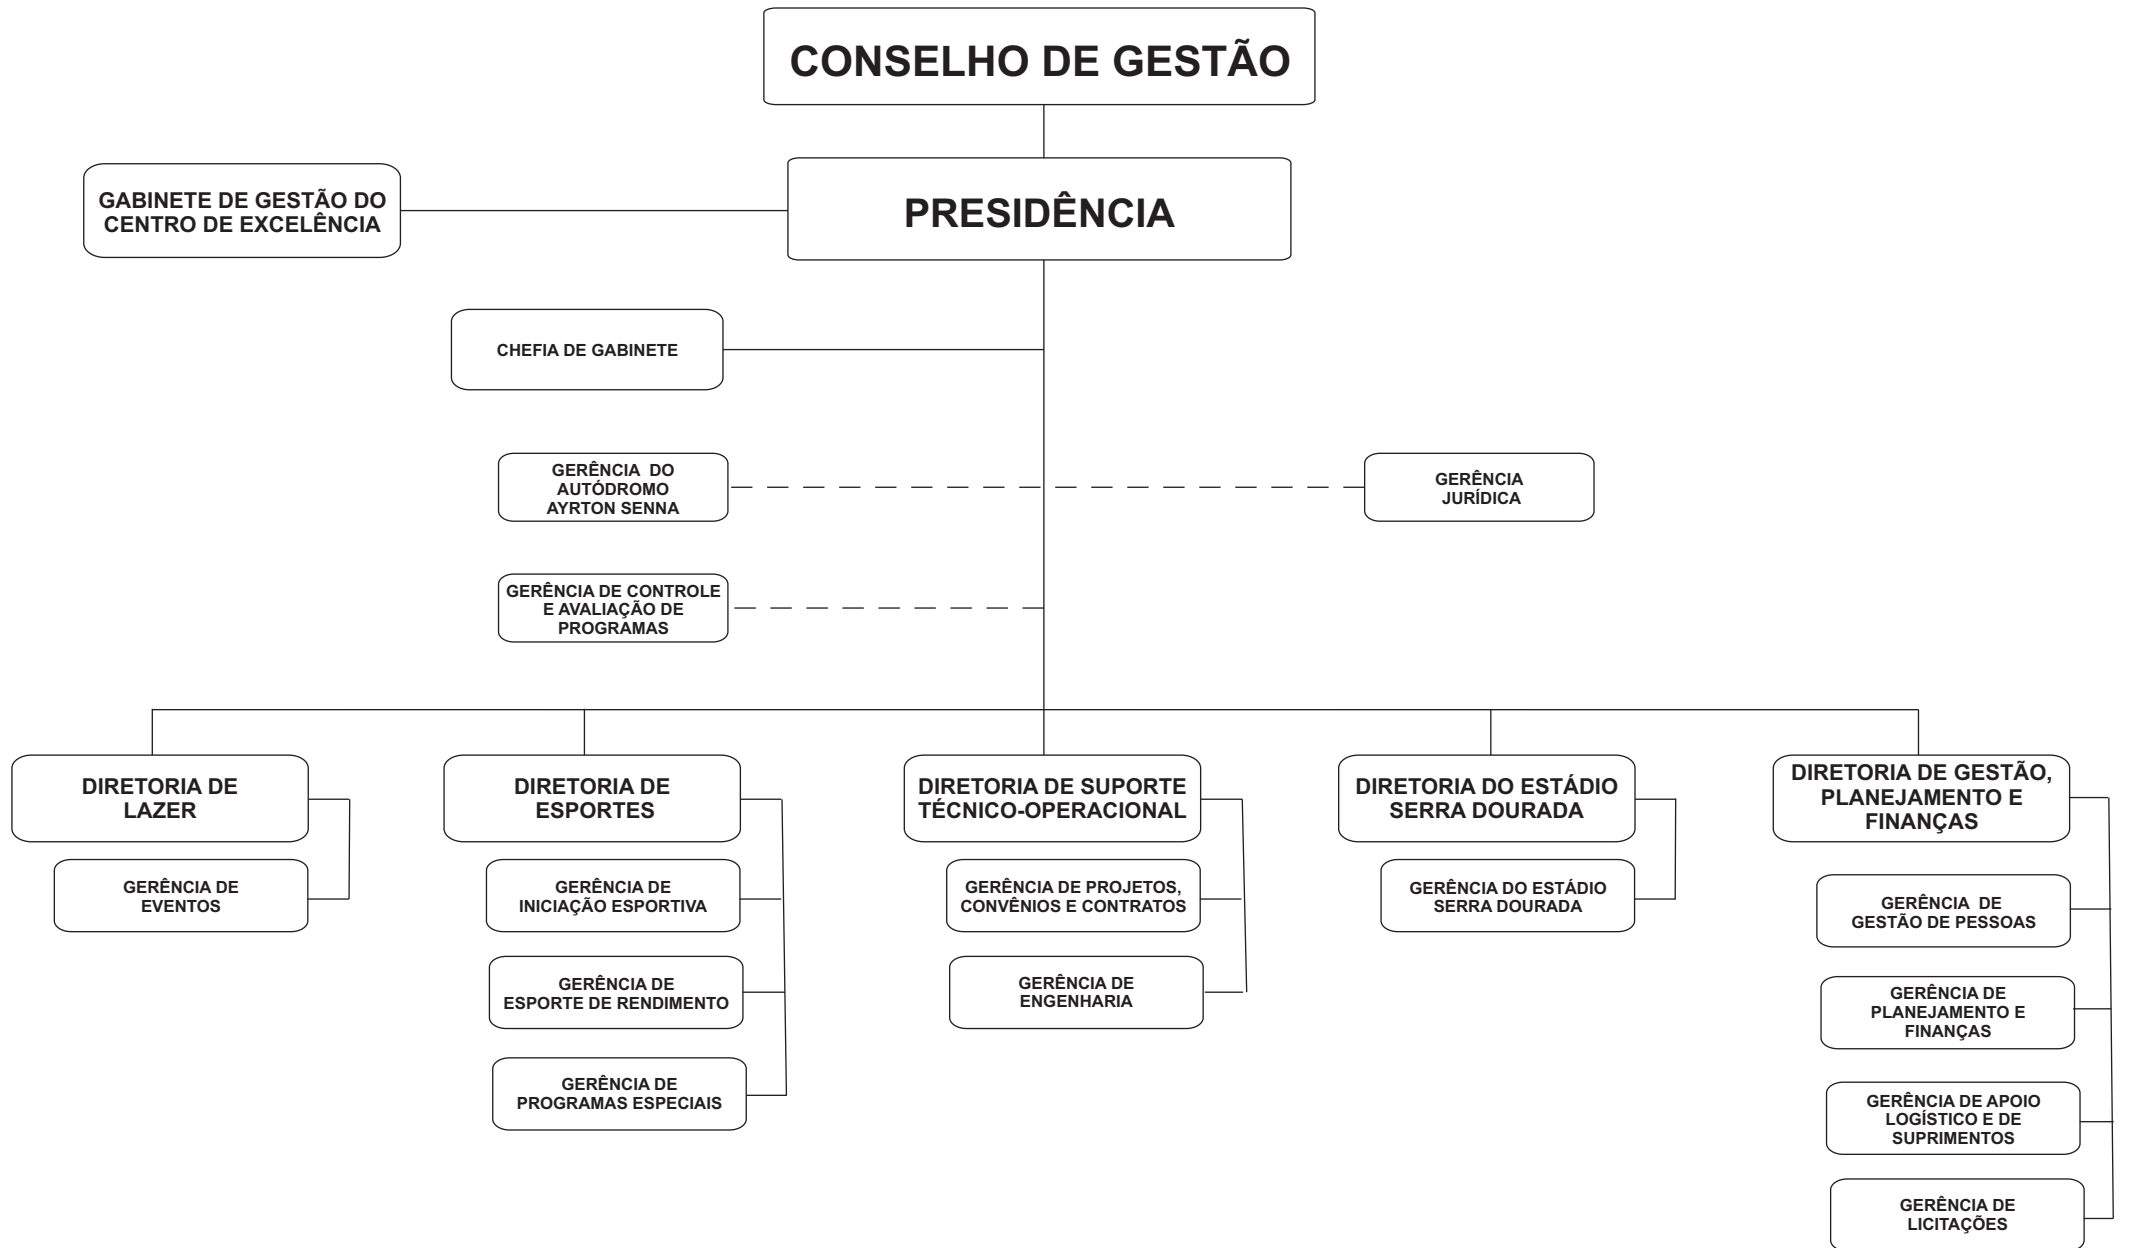 CONSELHO DE GESTÃO
GABINETE DE GESTÃO DO
CENTRO DE EXCELÊNCIA
PRESIDÊNCIA
CHEFIA DE GABINETE
GERÊNCIA DO
AUTÓDROMO
AYRTON SENNA
GERÊNCIA
JURÍDICA
GERÊNCIA DE CONTROLE
E AVALIAÇÃO DE
PROGRAMAS
DIRETORIA DE
LAZER
GERÊNCIA DE
EVENTOS
DIRETORIA DE
ESPORTES
GERÊNCIA DE
INICIAÇÃO ESPORTIVA
GERÊNCIA DE
ESPORTE DE RENDIMENTO
GERÊNCIA DE
PROGRAMAS ESPECIAIS
DIRETORIA DE SUPORTE
TÉCNICO-OPERACIONAL
GERÊNCIA DE PROJETOS,
CONVÊNIOS E CONTRATOS
GERÊNCIA DE
ENGENHARIA
DIRETORIA DO ESTÁDIO
SERRA DOURADA
GERÊNCIA DO ESTÁDIO
SERRA DOURADA
DIRETORIA DE GESTÃO,
PLANEJAMENTO E
FINANÇAS
GERÊNCIA DE
GESTÃO DE PESSOAS
GERÊNCIA DE
PLANEJAMENTO E
FINANÇAS
GERÊNCIA DE APOIO
LOGÍSTICO E DE
SUPRIMENTOS
GERÊNCIA DE
LICITAÇÕES